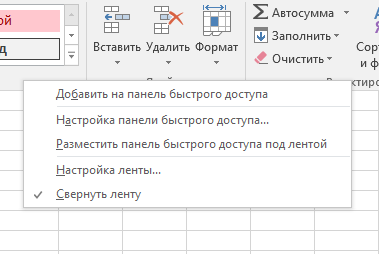 ой
д
Вставить Удалить Формат
Автосумма
Заполнить
Очистить
Сорт
и ф
Добавить на панель быстрого доступа
Настройка панели быстрого доступа...
Разместить панель быстрого доступа под лентой
Настройка ленты...
Свернуть ленту